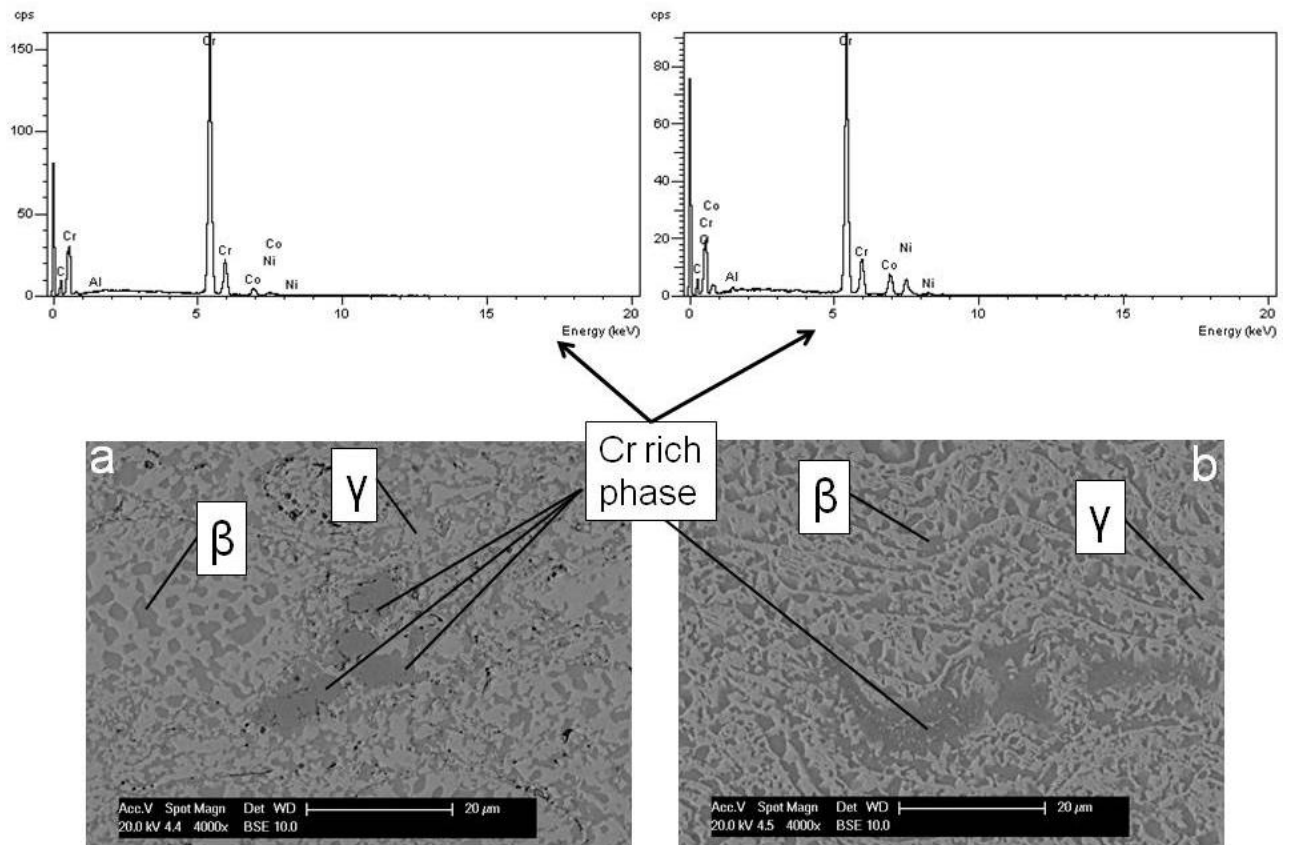 cps
150
100
50
0
Cr
Cr
C
Al
Cr
Co
Ni
Co
Ni
0 5 10 15 20
Energy (keV)
cps
80
60
40
20
0
Cr
Co
Cr
C
Al
Cr
Co
Ni
Ni
0 5 10 15 20
Energy (keV)
Cr rich
phase
a
β
γ
Acc.V Spot Magn Det WD 20 µm
20.0 kV 4.4 4000x BSE 10.0
b
β
γ
Acc.V Spot Magn Det WD 20 µm
20.0 kV 4.5 4000x BSE 10.0